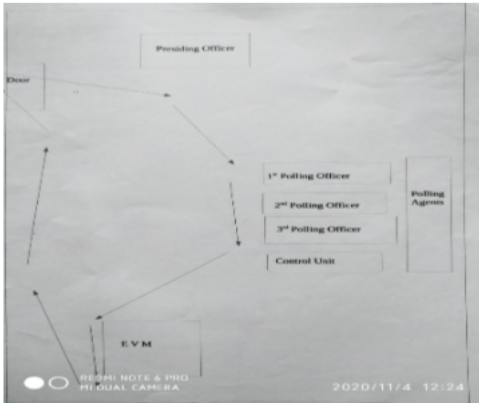 Presiding Officer
Door
1st Polling Officer
2nd Polling Officer
3rd Polling Officer
Control Unit
Polling
Agents
E V M
REDMI NOTE 6 PRO
MI DUAL CAMERA
2020/11/4 12:24